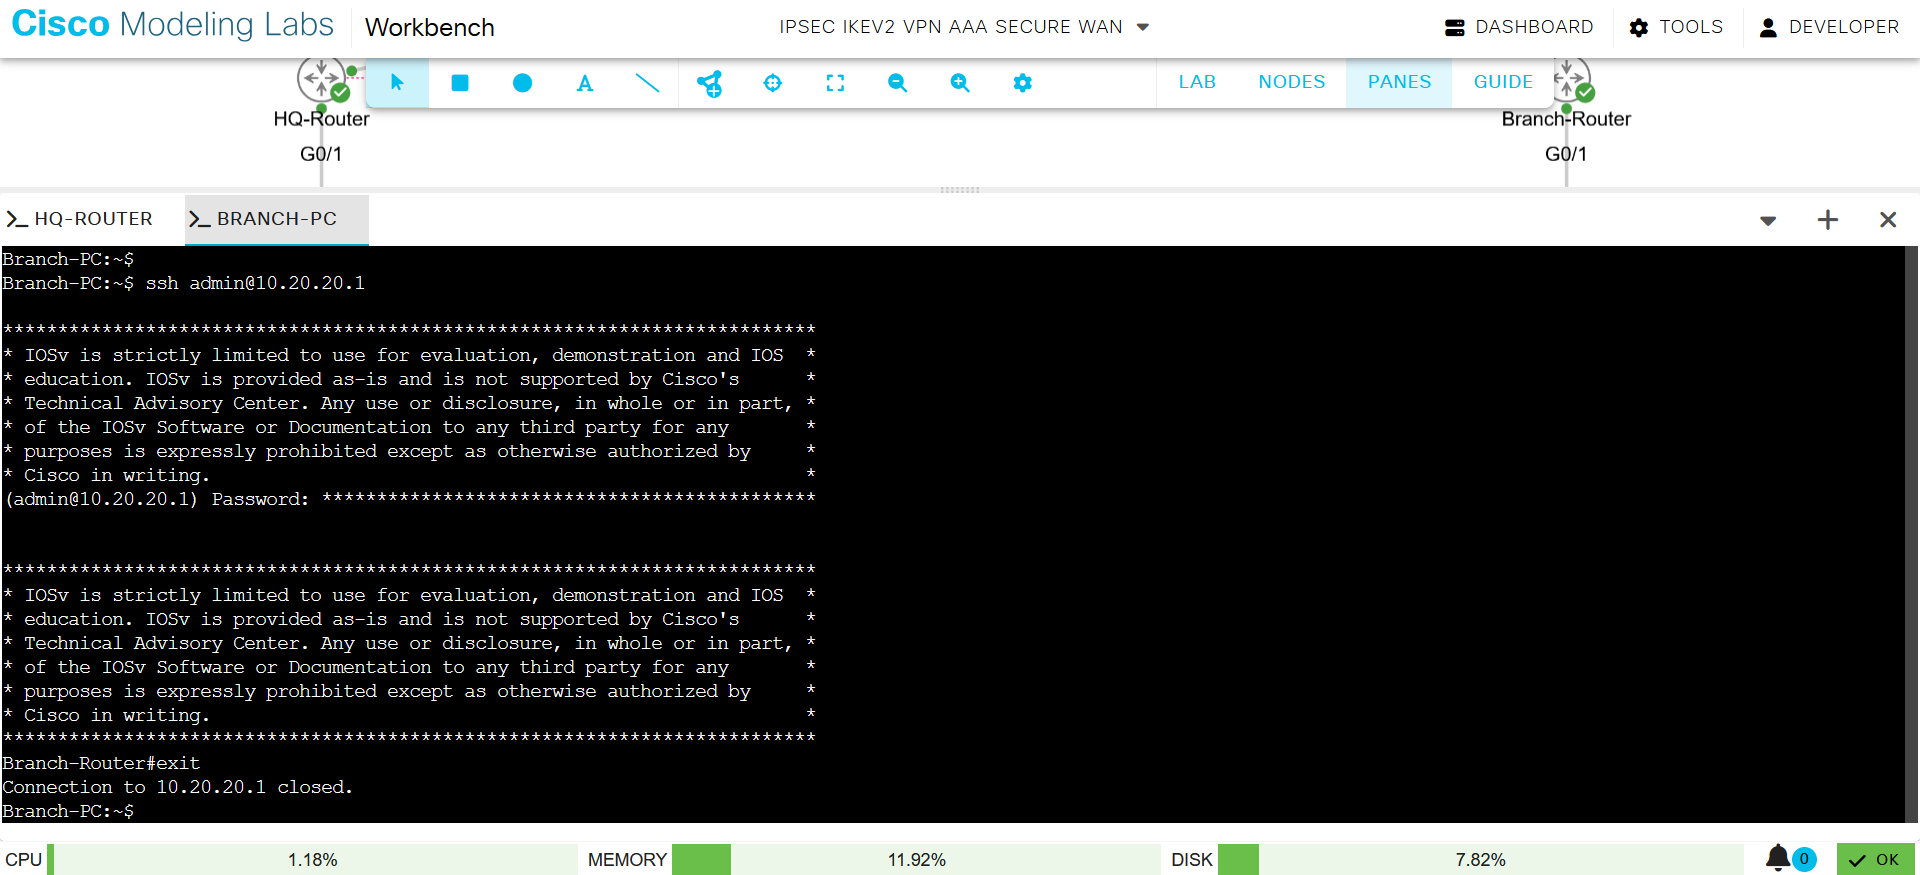 Cisco Modeling Labs
Workbench
IPSEC IKEV2 VPN AAA SECURE WAN
DASHBOARD
TOOLS
DEVELOPER
A
LAB
NODES
PANES
GUIDE
HQ-Router
G0/1
Branch-Router
G0/1
HQ-ROUTER
BRANCH-PC
Branch-PC:~$
Branch-PC:~$ ssh admin@10.20.20.1
**************************************************************************
* IOSv is strictly limited to use for evaluation, demonstration and IOS  *
* education. IOSv is provided as-is and is not supported by Cisco's      *
* Technical Advisory Center. Any use or disclosure, in whole or in part, *
* of the IOSv Software or Documentation to any third party for any       *
* purposes is expressly prohibited except as otherwise authorized by     *
* Cisco in writing.                                                      *
(admin@10.20.20.1) Password: *********************************************
**************************************************************************
* IOSv is strictly limited to use for evaluation, demonstration and IOS  *
* education. IOSv is provided as-is and is not supported by Cisco's      *
* Technical Advisory Center. Any use or disclosure, in whole or in part, *
* of the IOSv Software or Documentation to any third party for any       *
* purposes is expressly prohibited except as otherwise authorized by     *
* Cisco in writing.                                                      *
**************************************************************************
Branch-Router#exit
Connection to 10.20.20.1 closed.
Branch-PC:~$
CPU 1.18% MEMORY 11.92% DISK 7.82% 0 OK